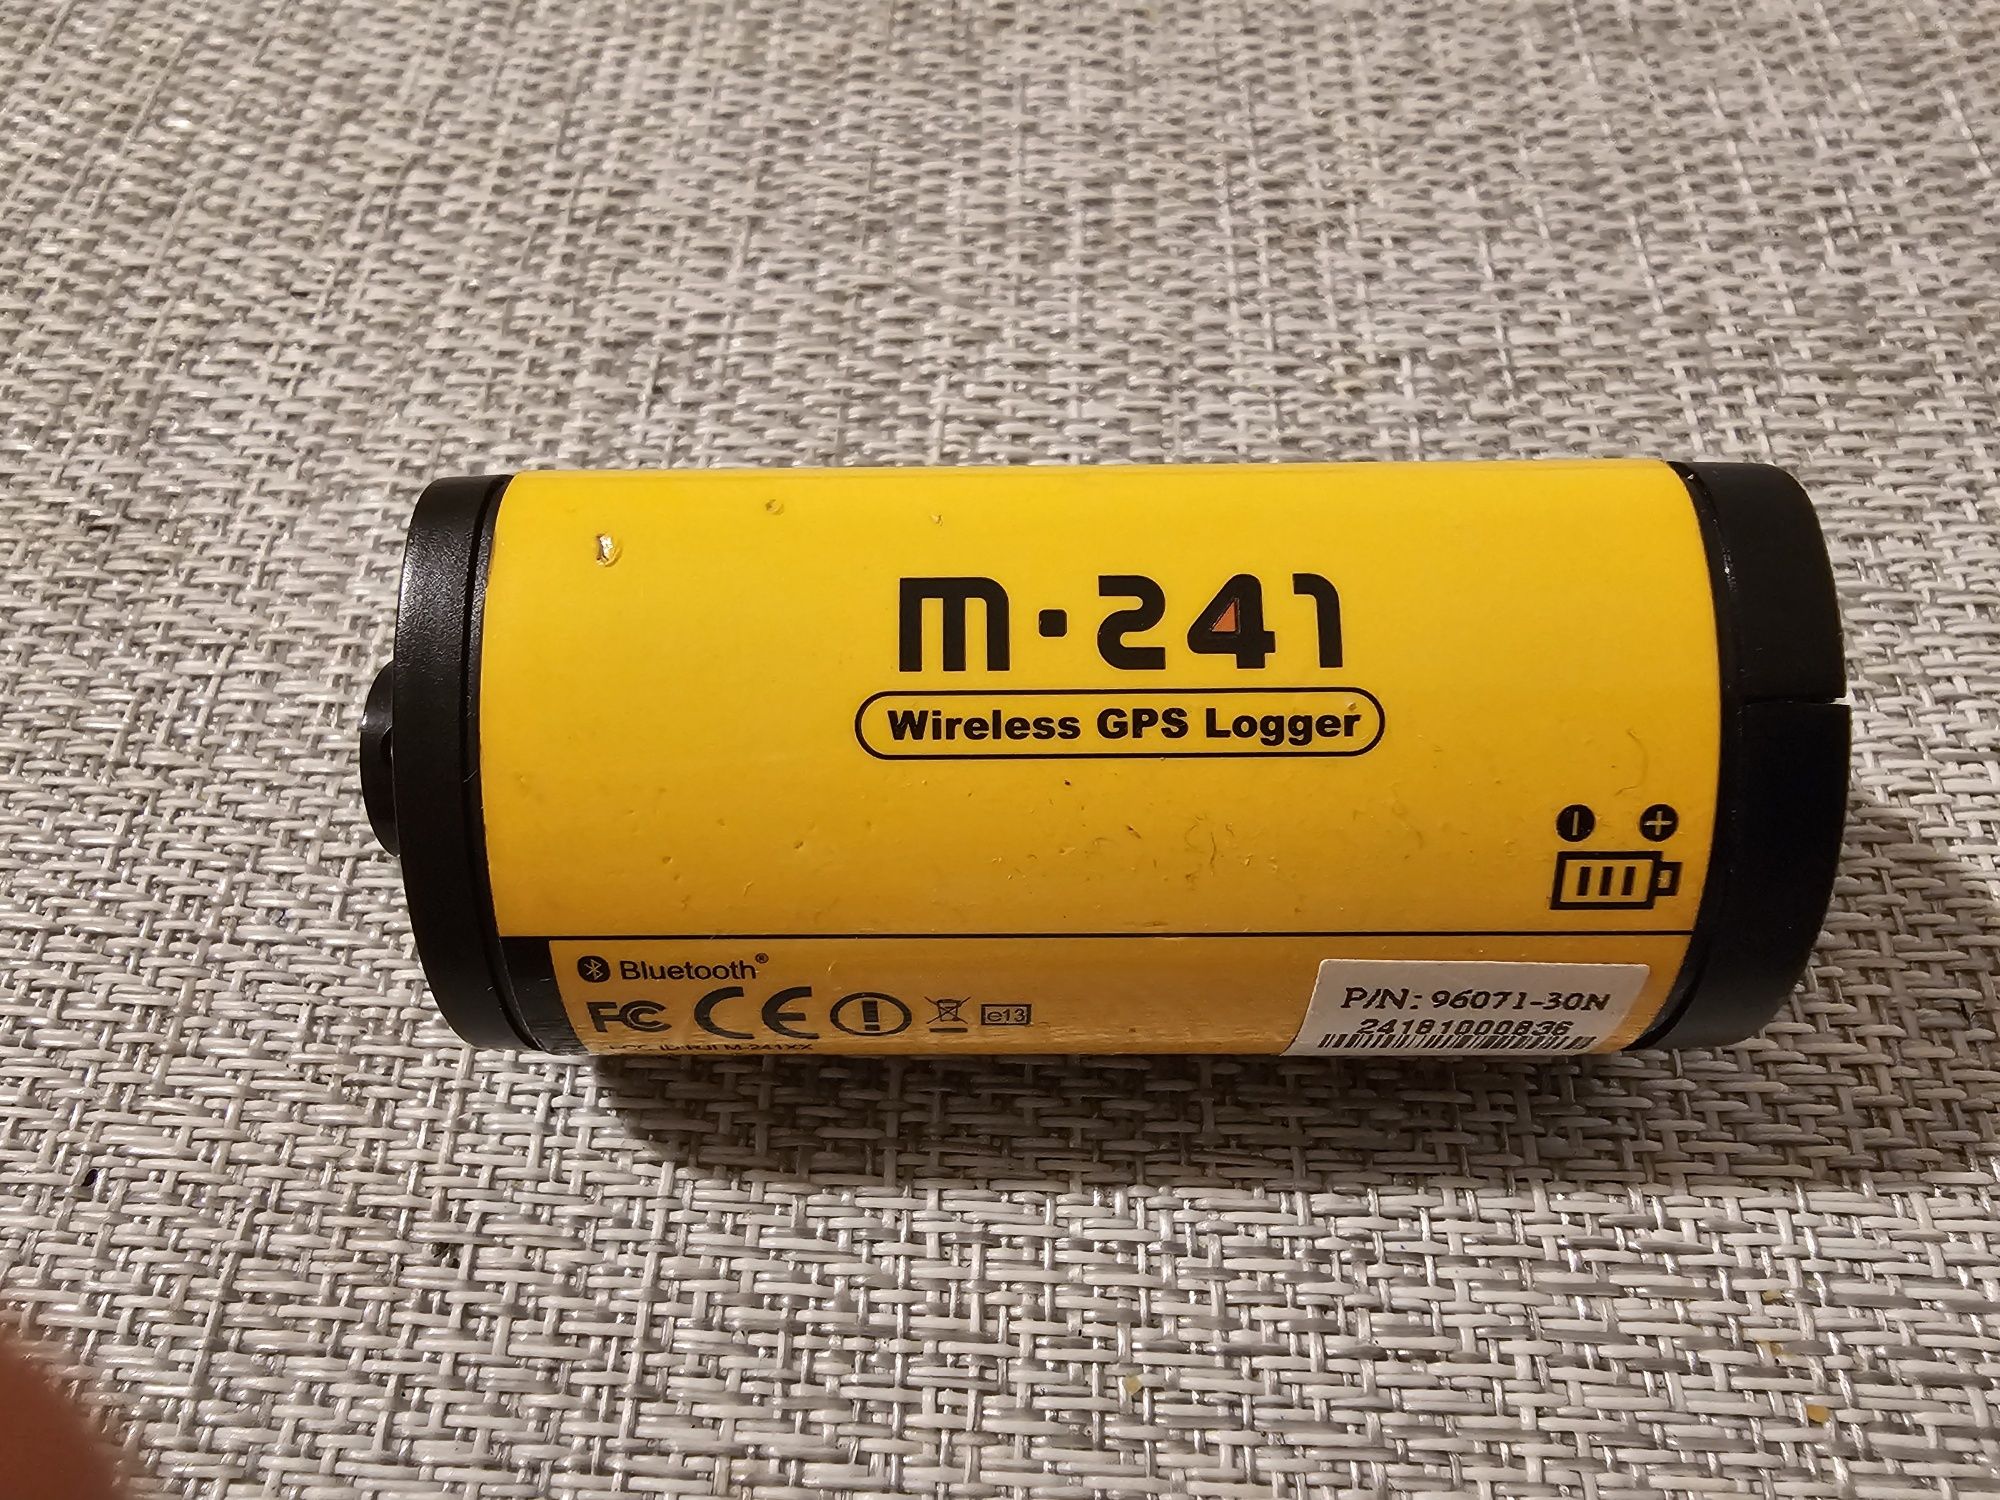 m·241
Wireless GPS Logger
Bluetooth®
FC CE e13
P/N: 96071-30N
24181000836